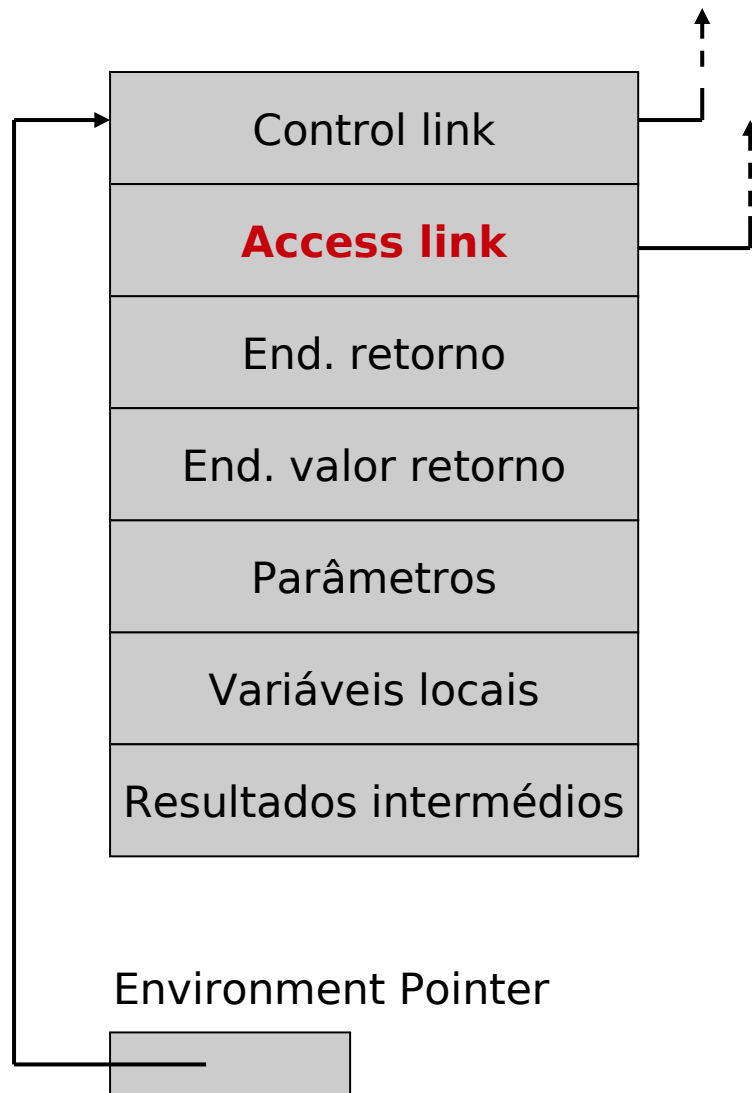 Control link
Access link
End. retorno
End. valor retorno
Parâmetros
Variáveis locais
Resultados intermédios
Environment Pointer